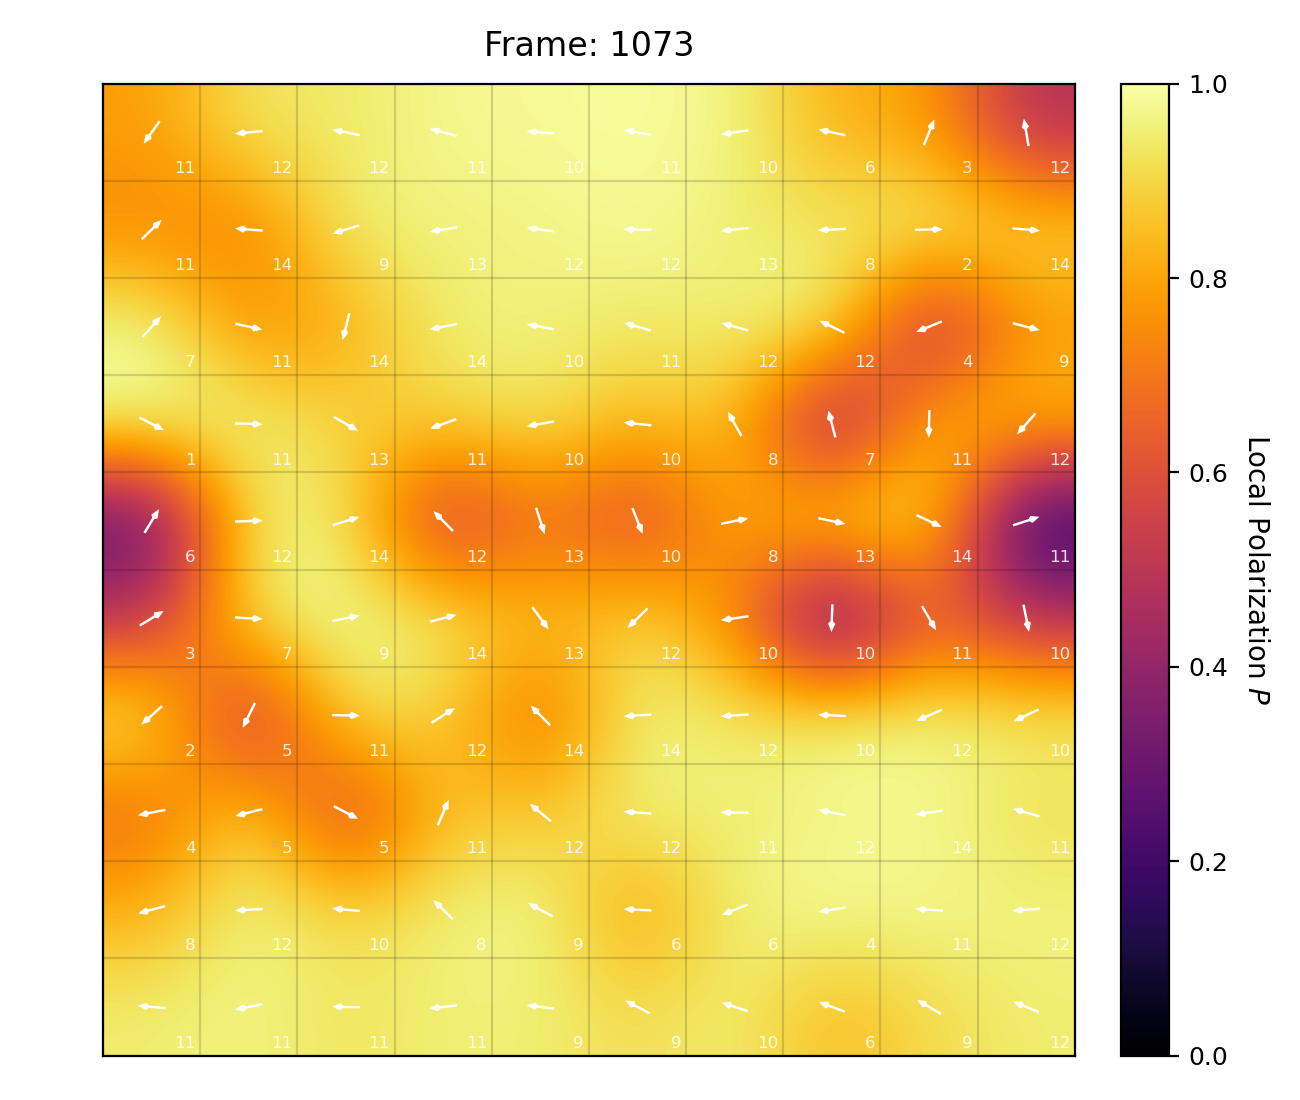 Frame: 1073
11 12 12 11 10 11 10 6 3 12
11 14 9 13 12 12 13 8 2 14
7 11 14 14 10 11 12 12 4 9
1 11 13 11 10 10 8 7 11 12
6 12 14 12 13 10 8 13 14 11
3 7 9 14 13 12 10 10 11 10
2 5 11 12 14 14 12 10 12 10
4 5 5 11 12 12 11 12 14 11
8 12 10 8 9 6 6 4 11 12
11 11 11 11 9 9 10 6 9 12
1.0
0.8
0.6
0.4
0.2
0.0
Local Polarization P